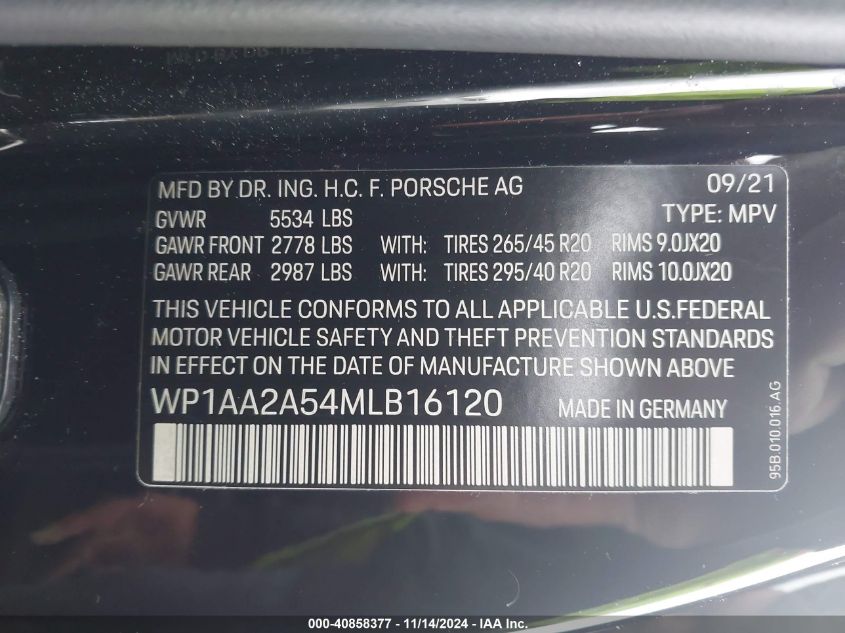 MFD BY DR. ING. H.C. F. PORSCHE AG 09/21
GVWR 5534 LBS TYPE: MPV
GAWR FRONT 2778 LBS WITH: TIRES 265/45 R20 RIMS 9.0JX20
GAWR REAR 2987 LBS WITH: TIRES 295/40 R20 RIMS 10.0JX20
THIS VEHICLE CONFORMS TO ALL APPLICABLE U.S.FEDERAL
MOTOR VEHICLE SAFETY AND THEFT PREVENTION STANDARDS
IN EFFECT ON THE DATE OF MANUFACTURE SHOWN ABOVE
WP1AA2A54MLB16120 MADE IN GERMANY
95B.010.016.AG
000-40858377 - 11/14/2024 - IAA Inc.